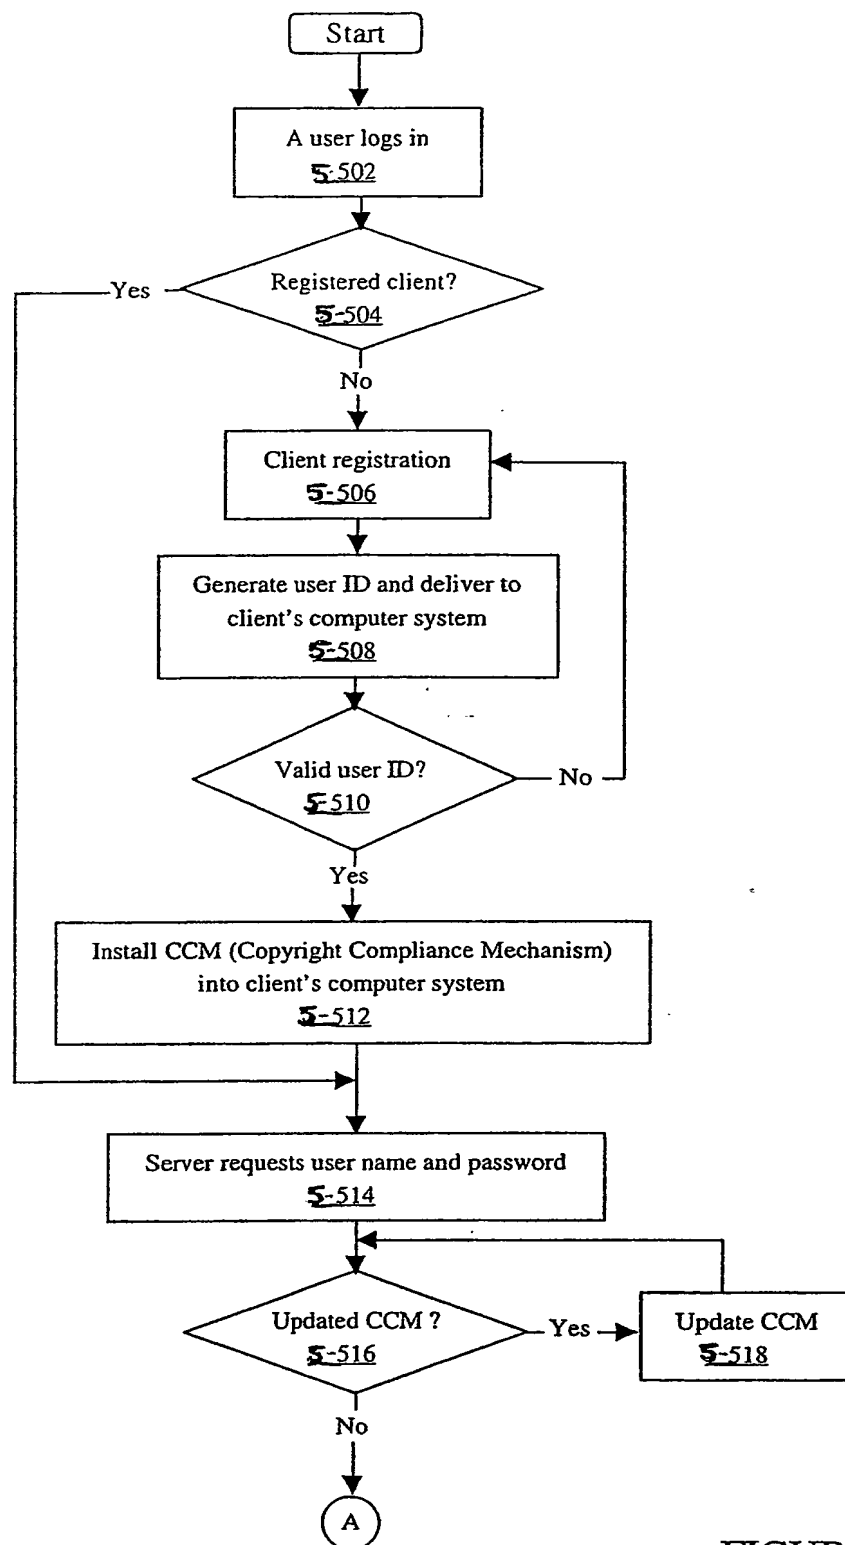 Start
A user logs in
5-502
Registered client?
5-504
Yes
No
Client registration
5-506
Generate user ID and deliver to
client's computer system
5-508
Valid user ID?
5-510
No
Yes
Install CCM (Copyright Compliance Mechanism)
into client's computer system
5-512
Server requests user name and password
5-514
Updated CCM ?
5-516
Yes
Update CCM
5-518
No
A